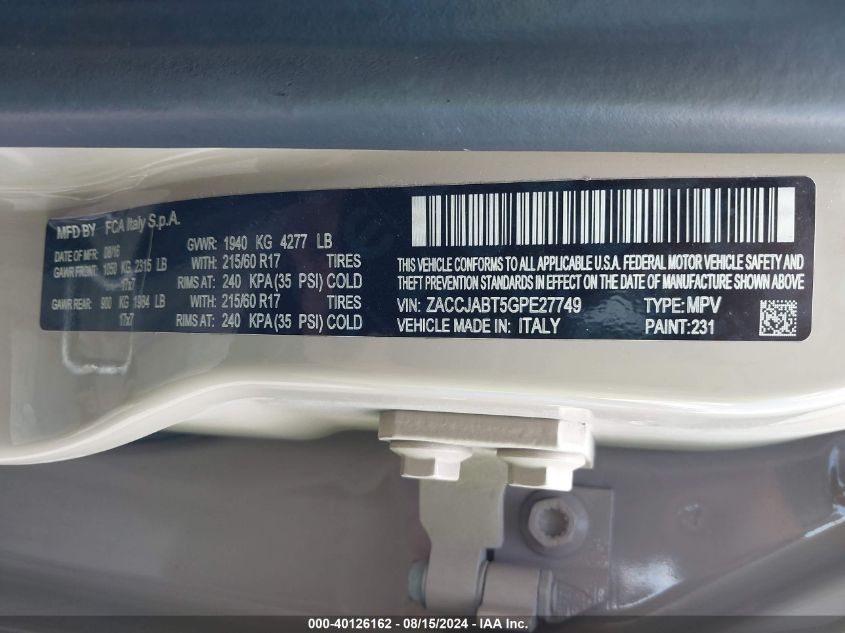 MFD BY FCA Italy S.p.A.
DATE OF MFR: 08/16 GVWR: 1940 KG 4277 LB
GAWR FRONT: 1050 KG 2315 LB WITH: 215/60 R17 TIRES
17x7 RIMS AT: 240 KPA (35 PSI) COLD
GAWR REAR: 900 KG 1984 LB WITH: 215/60 R17 TIRES
17x7 RIMS AT: 240 KPA (35 PSI) COLD
THIS VEHICLE CONFORMS TO ALL APPLICABLE U.S.A. FEDERAL MOTOR VEHICLE SAFETY AND
THEFT PREVENTION STANDARDS IN EFFECT ON THE DATE OF MANUFACTURE SHOWN ABOVE
VIN: ZACCJABT5GPE27749 TYPE: MPV
VEHICLE MADE IN: ITALY PAINT: 231
000-40126162 - 08/15/2024 - IAA Inc.